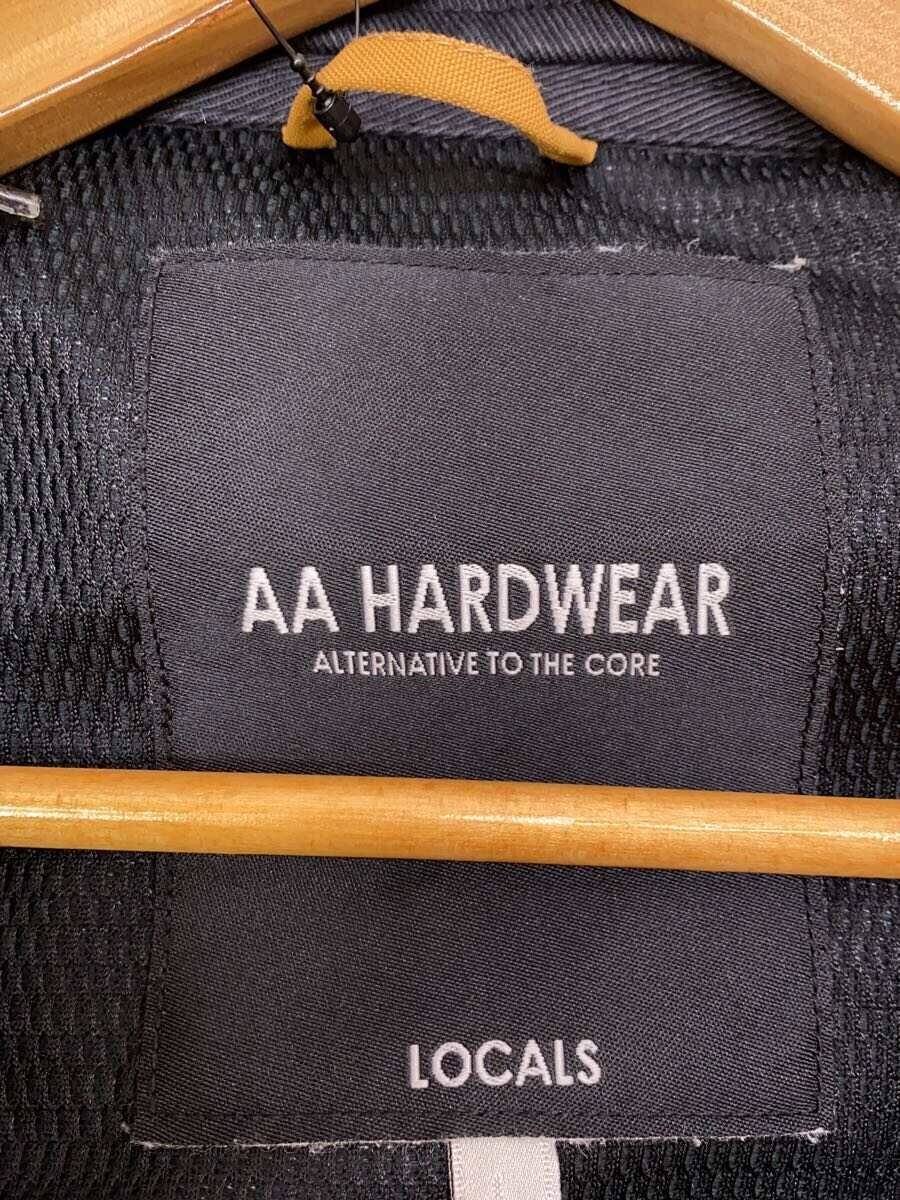 AA HARDWEAR
ALTERNATIVE TO THE CORE
LOCALS